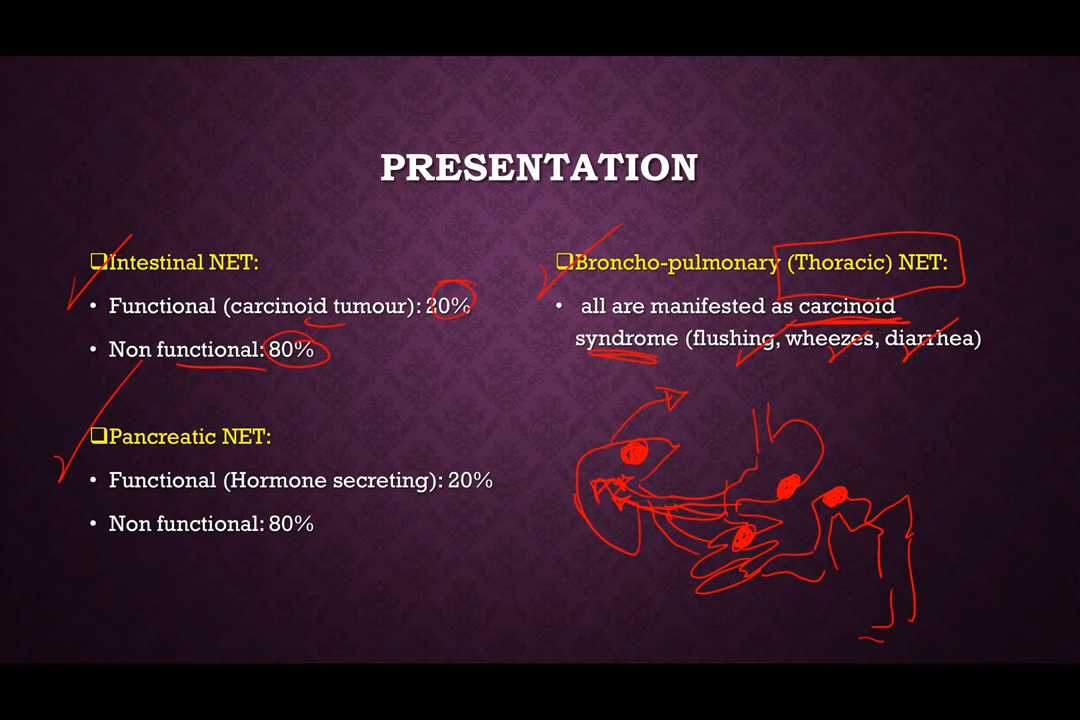 PRESENTATION
❑Intestinal NET:
• Functional (carcinoid tumour): 20%
• Non functional: 80%
❑Pancreatic NET:
• Functional (Hormone secreting): 20%
• Non functional: 80%
❑Broncho-pulmonary (Thoracic) NET:
• all are manifested as carcinoid
syndrome (flushing, wheezes, diarrhea)